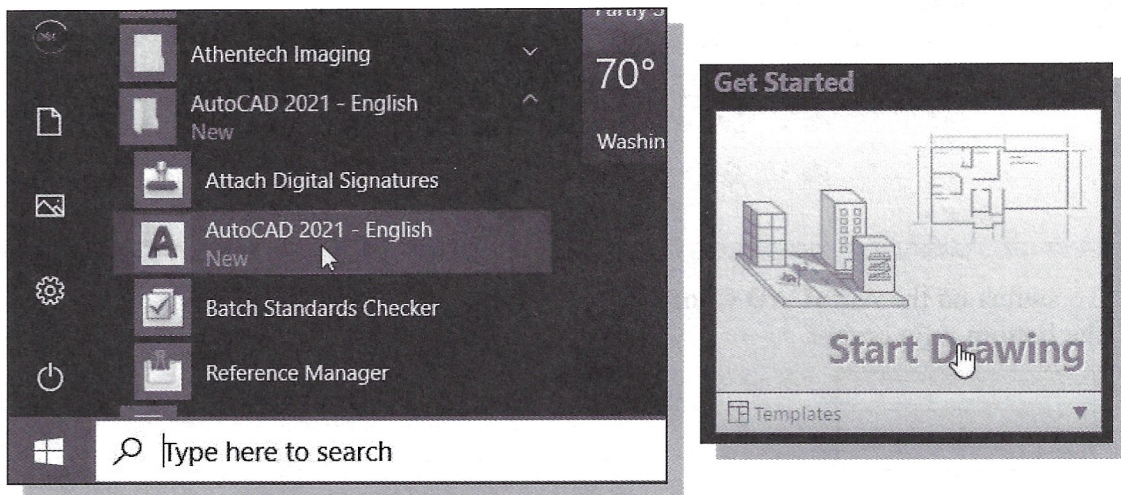 Partly S
Athentech Imaging
70°
AutoCAD 2021 - English
New
Washin
Attach Digital Signatures
AutoCAD 2021 - English
New
Batch Standards Checker
Reference Manager
Type here to search
Get Started
Start Drawing
Templates